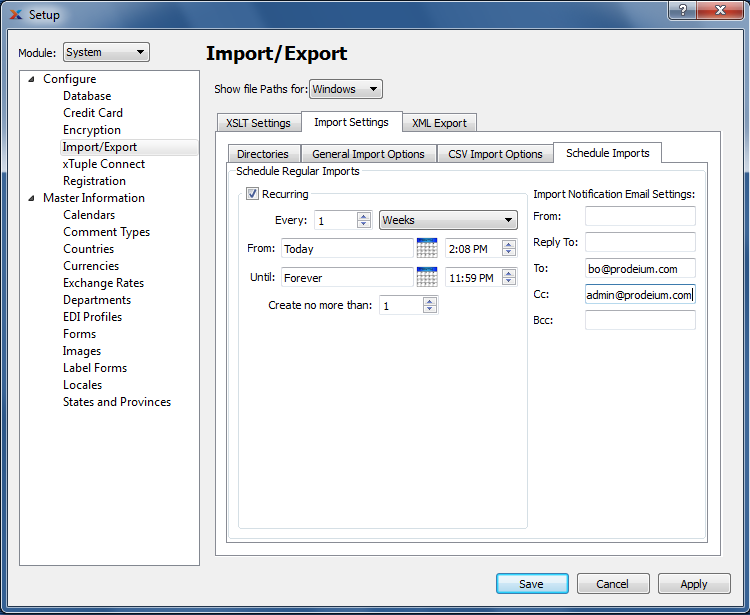 Setup
Module: System
Import/Export
Configure
Database
Credit Card
Encryption
Import/Export
xTuple Connect
Registration
Master Information
Calendars
Comment Types
Countries
Currencies
Exchange Rates
Departments
EDI Profiles
Forms
Images
Label Forms
Locales
States and Provinces
Show file Paths for: Windows
XSLT Settings Import Settings XML Export
Directories General Import Options CSV Import Options Schedule Imports
Schedule Regular Imports
Recurring
Every: 1 Weeks
From: Today 2:08 PM
Until: Forever 11:59 PM
Create no more than: 1
Import Notification Email Settings:
From:
Reply To:
To: bo@prodeium.com
Cc: admin@prodeium.com
Bcc:
Save Cancel Apply